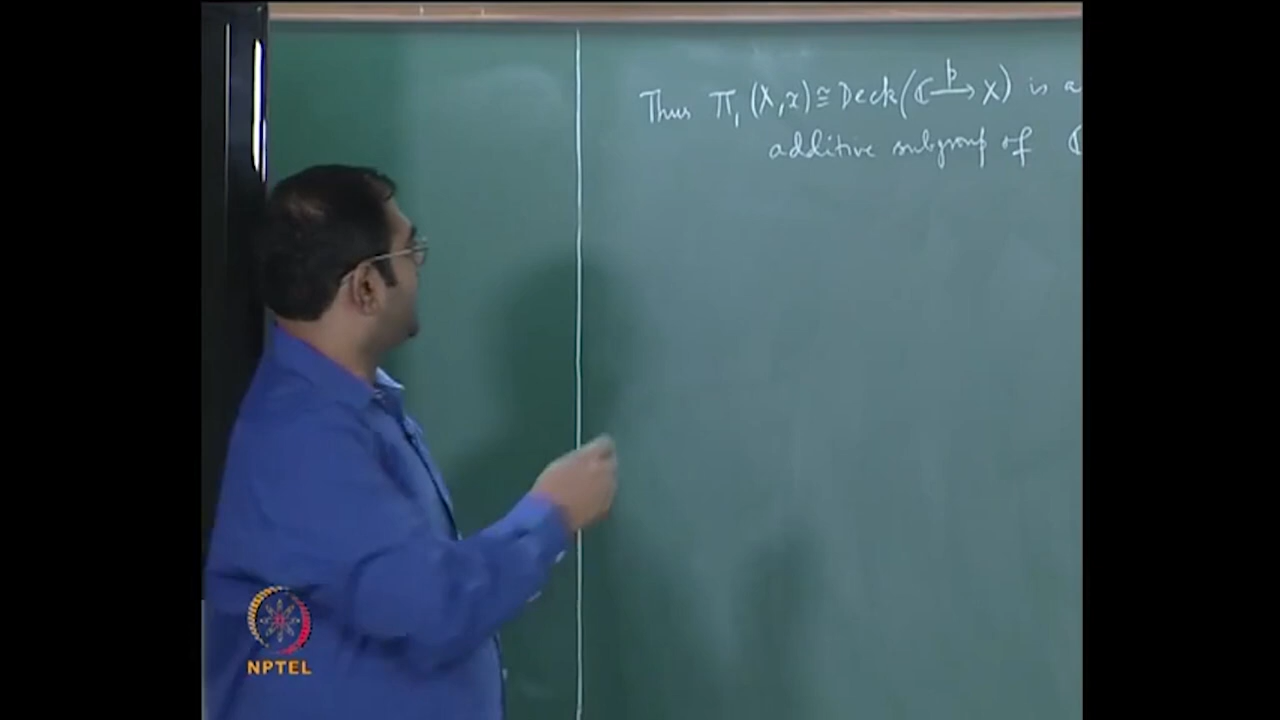 Thus π₁(X,x) ≅ Deck(ℂ →^p X) is a
additive subgroup of ℂ
NPTEL